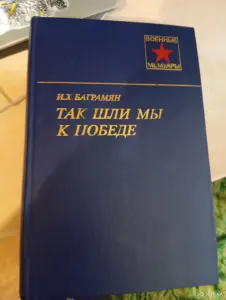 ВОЕННЫЕ
МЕМУАРЫ
И.Х. БАГРАМЯН
ТАК ШЛИ МЫ
К ПОБЕДЕ